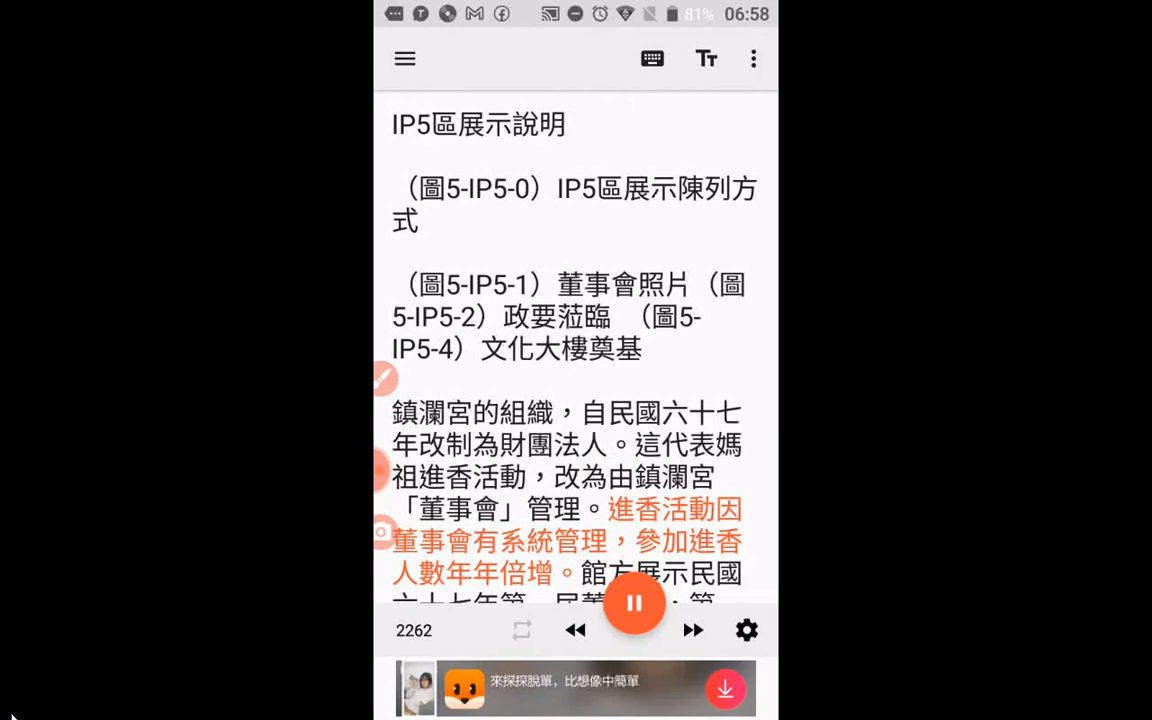 81% 06:58
IP5區展示說明
（圖5-IP5-0）IP5區展示陳列方
式
（圖5-IP5-1）董事會照片（圖
5-IP5-2）政要蒞臨 （圖5-
IP5-4）文化大樓奠基
鎮瀾宮的組織，自民國六十七
年改制為財團法人。這代表媽
祖進香活動，改為由鎮瀾宮
「董事會」管理。進香活動因
董事會有系統管理，參加進香
人數年年倍增。館方展示民國
2262
來探探脫單，比想像中簡單